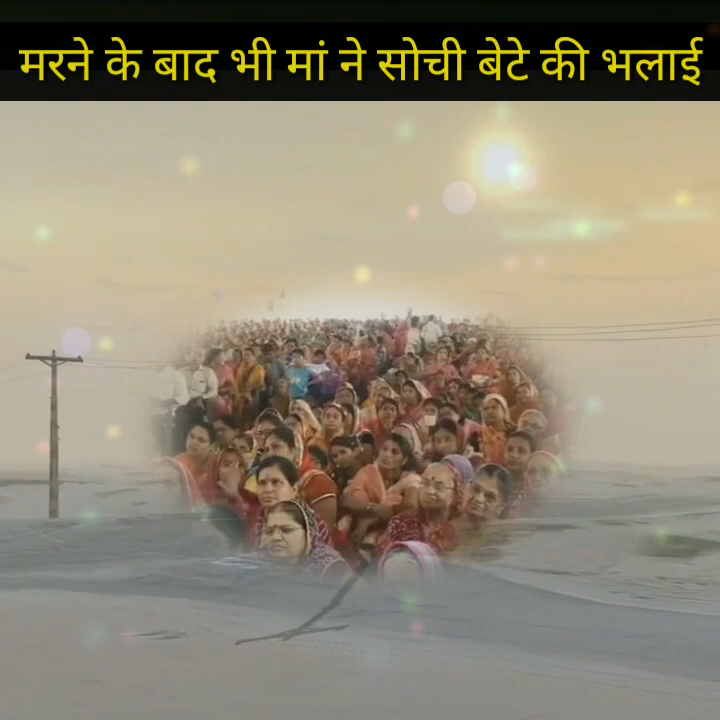 मरने के बाद भी मां ने सोची बेटे की भलाई